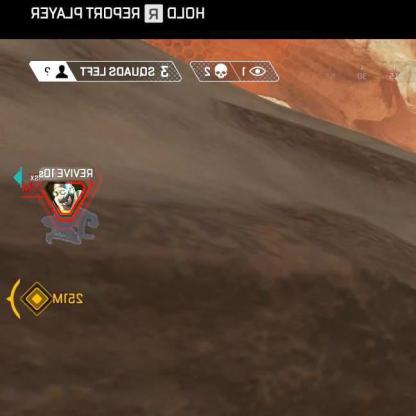 HOLD R REPORT PLAYER
1 2
3 SQUADS LEFT ?
REVIVE 10s
251M